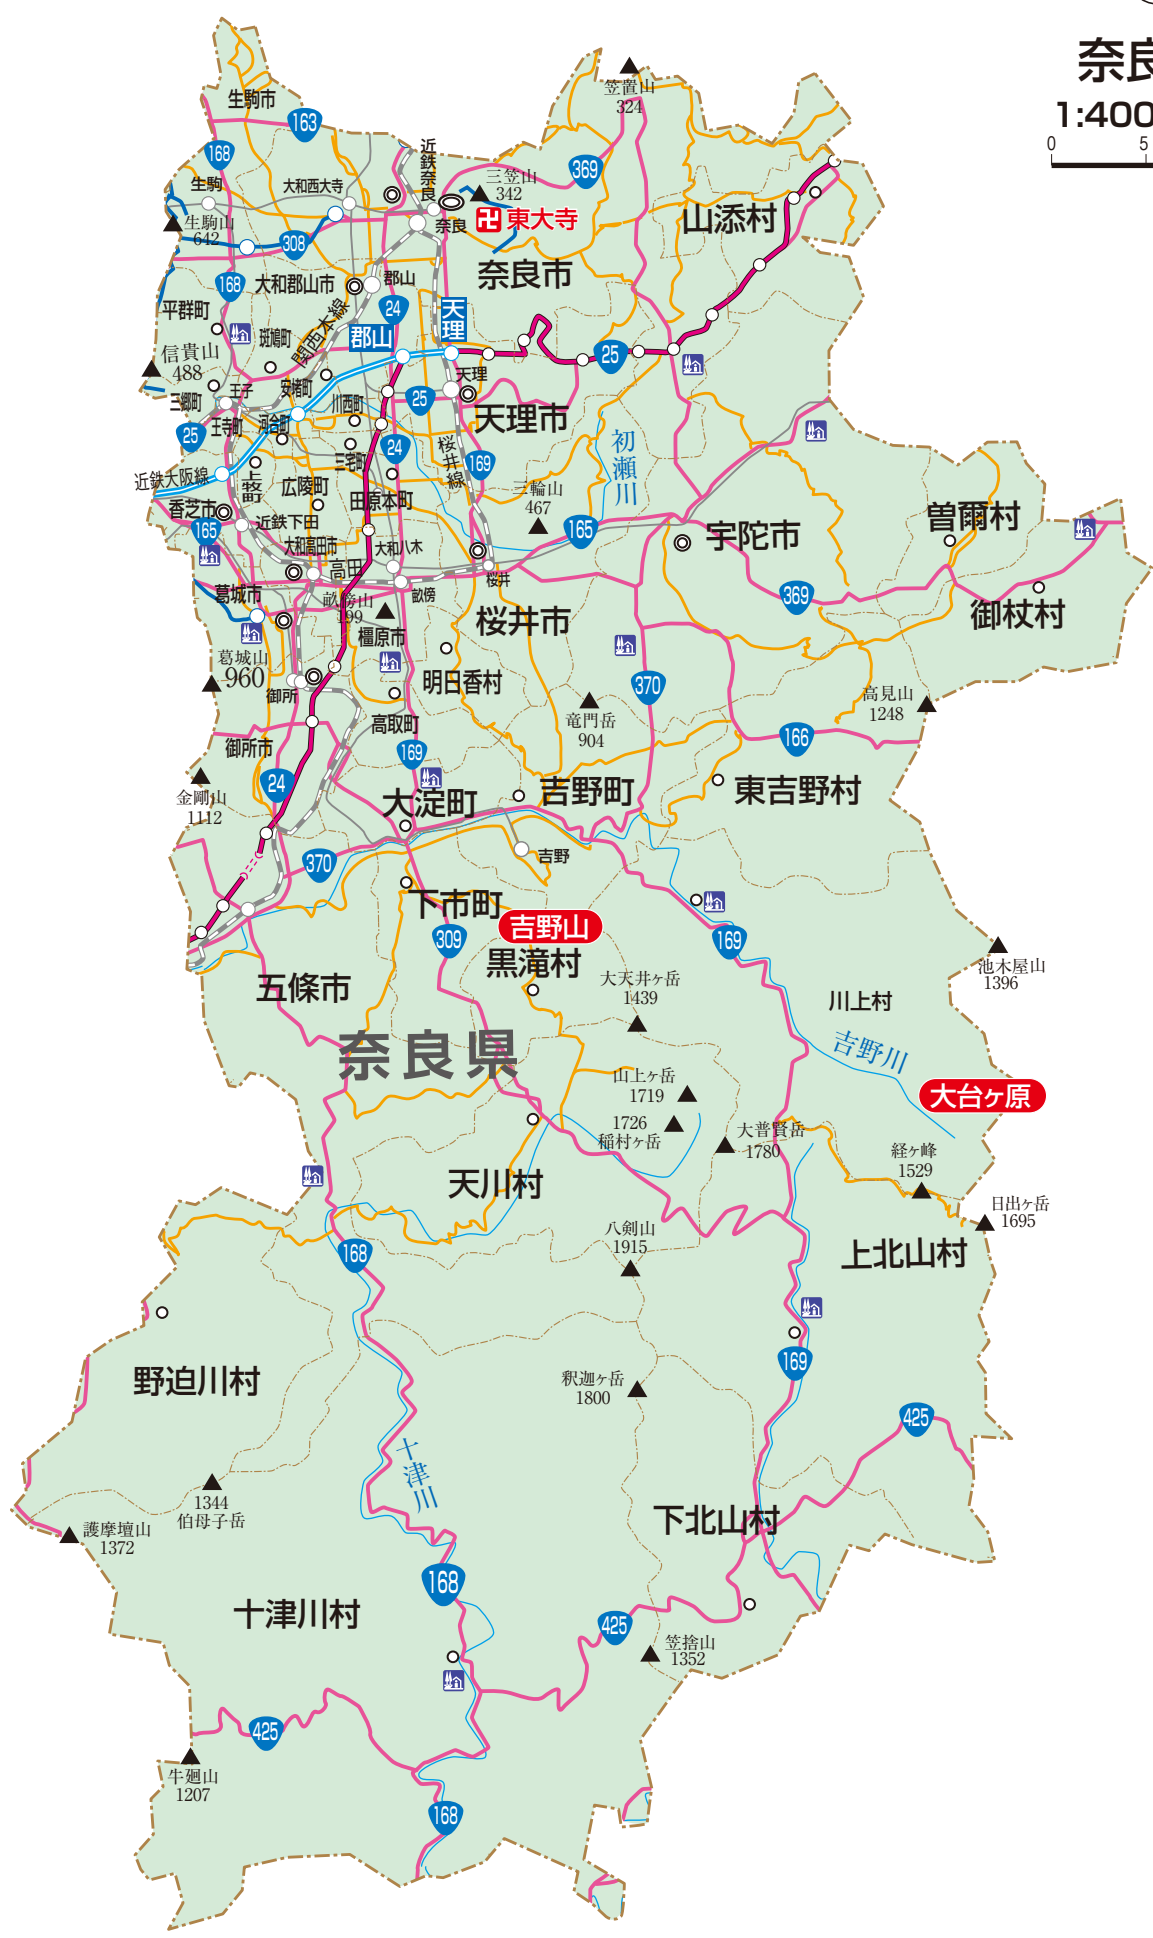 奈良
1:400
0 5
生駒市
163
168
笠置山
324
近鉄奈良
369
生駒
大和西大寺
三笠山
342
卍 東大寺
山添村
生駒山
642
奈良
308
奈良市
168
大和郡山市
郡山
平群町
24
天理
斑鳩町
関西本線
郡山
信貴山
488
25
天理
三郷町
王子
安堵町
川西町
25
天理市
王寺町
河合町
25
24
桜井線
初瀬川
三宅町
169
近鉄大阪線
上牧町
広陵町
田原本町
三輪山
467
香芝市
165
近鉄下田
165
宇陀市
曽爾村
大和高田市
大和八木
高田
桜井
葛城市
畝傍山
199
畝傍
369
御杖村
橿原市
桜井市
葛城山
960
明日香村
370
御所
高見山
1248
竜門岳
904
高取町
166
御所市
169
24
金剛山
1112
大淀町
吉野町
東吉野村
370
吉野
下市町
吉野山
309
169
黒滝村
池木屋山
1396
五條市
大天井ヶ岳
1439
川上村
奈良県
吉野川
山上ヶ岳
1719
大台ヶ原
1726
稲村ヶ岳
大普賢岳
1780
経ヶ峰
1529
天川村
日出ヶ岳
1695
八剣山
1915
168
上北山村
野迫川村
169
釈迦ヶ岳
1800
425
十津川
1344
伯母子岳
護摩壇山
1372
下北山村
168
十津川村
425
笠捨山
1352
425
牛廻山
1207
168